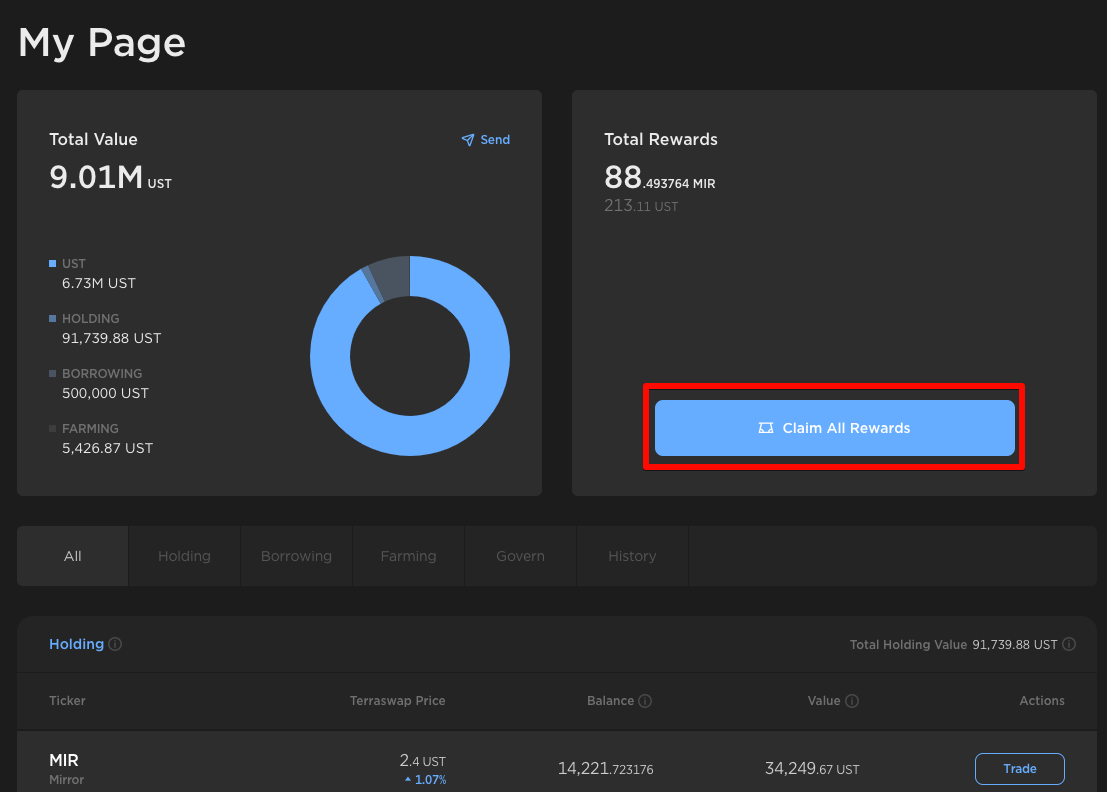 My Page
Total Value
Send
9.01M UST
UST
6.73M UST
HOLDING
91,739.88 UST
BORROWING
500,000 UST
FARMING
5,426.87 UST
Total Rewards
88.493764 MIR
213.11 UST
Claim All Rewards
All Holding Borrowing Farming Govern History
Holding
Total Holding Value 91,739.88 UST
Ticker Terraswap Price Balance Value Actions
MIR 2.4 UST 14,221.723176 34,249.67 UST Trade
Mirror 1.07%